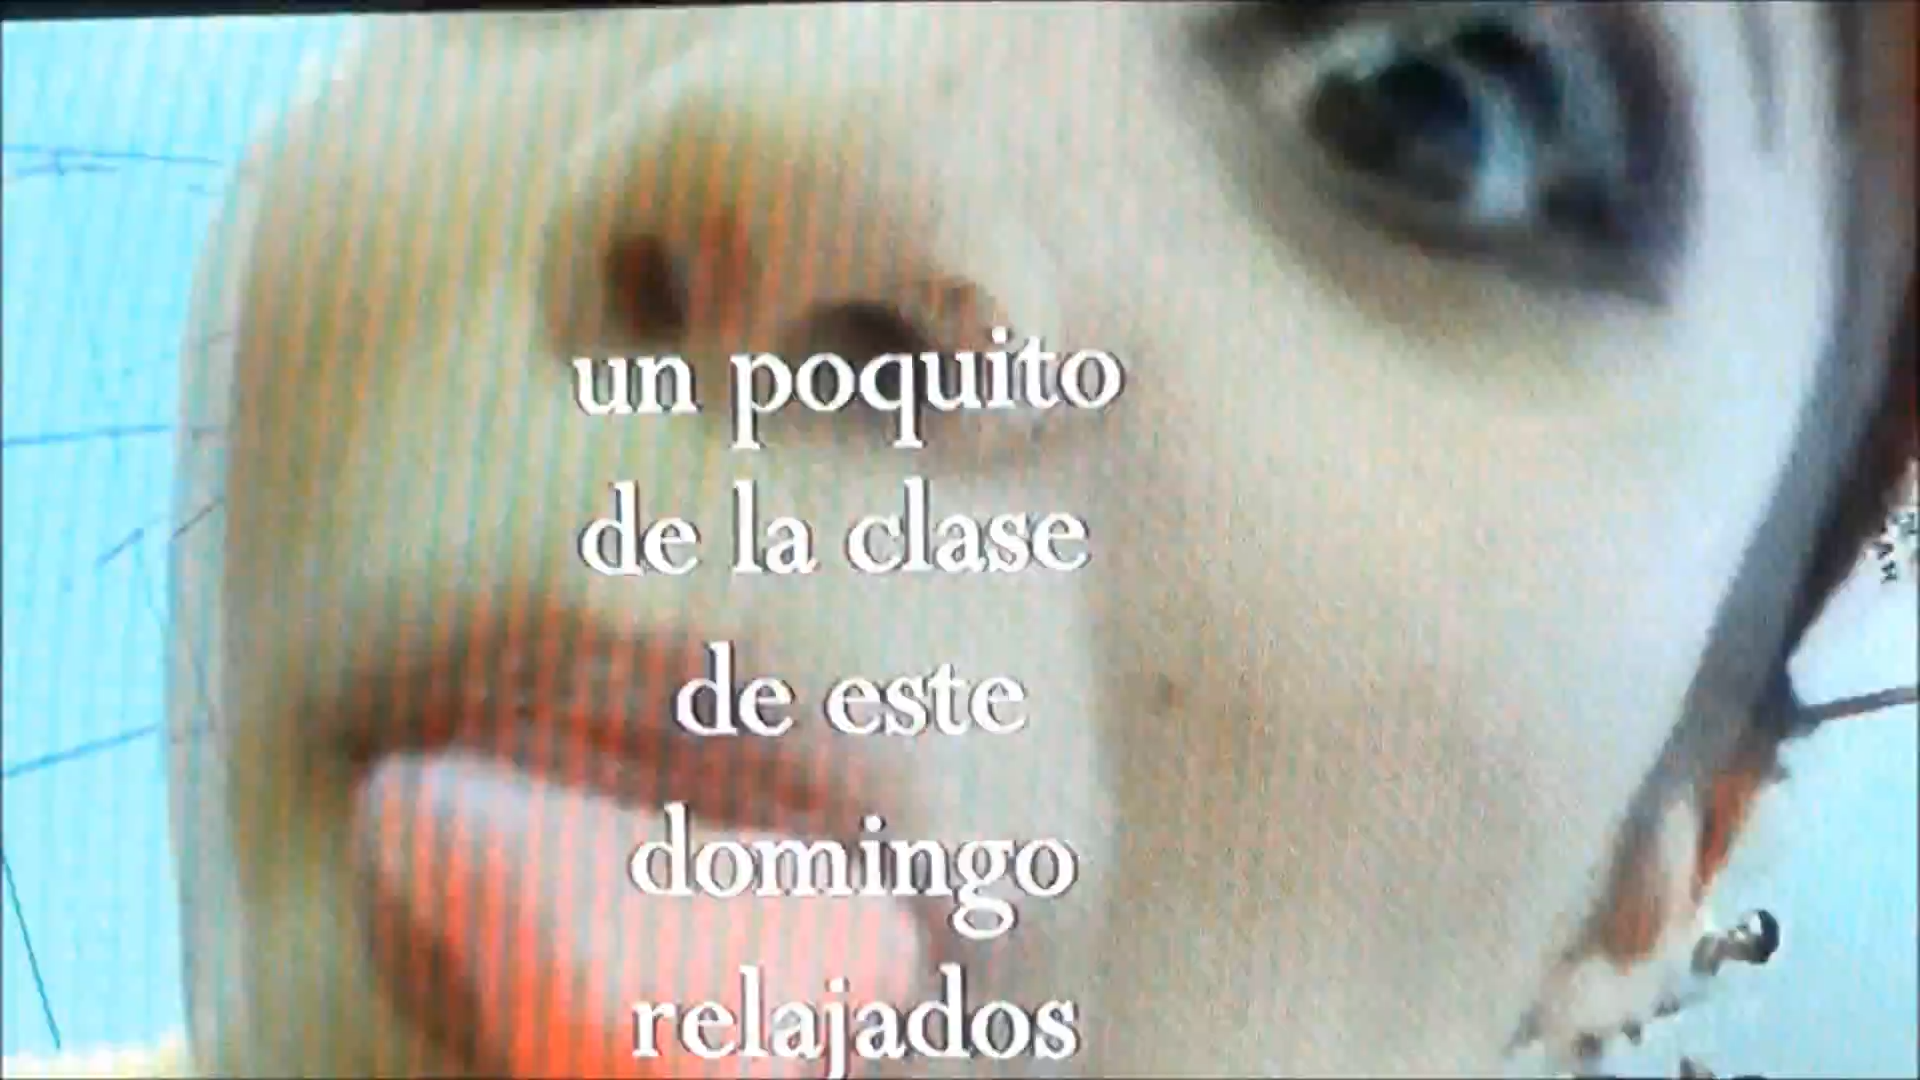 un poquito
de la clase
de este
domingo
relajados